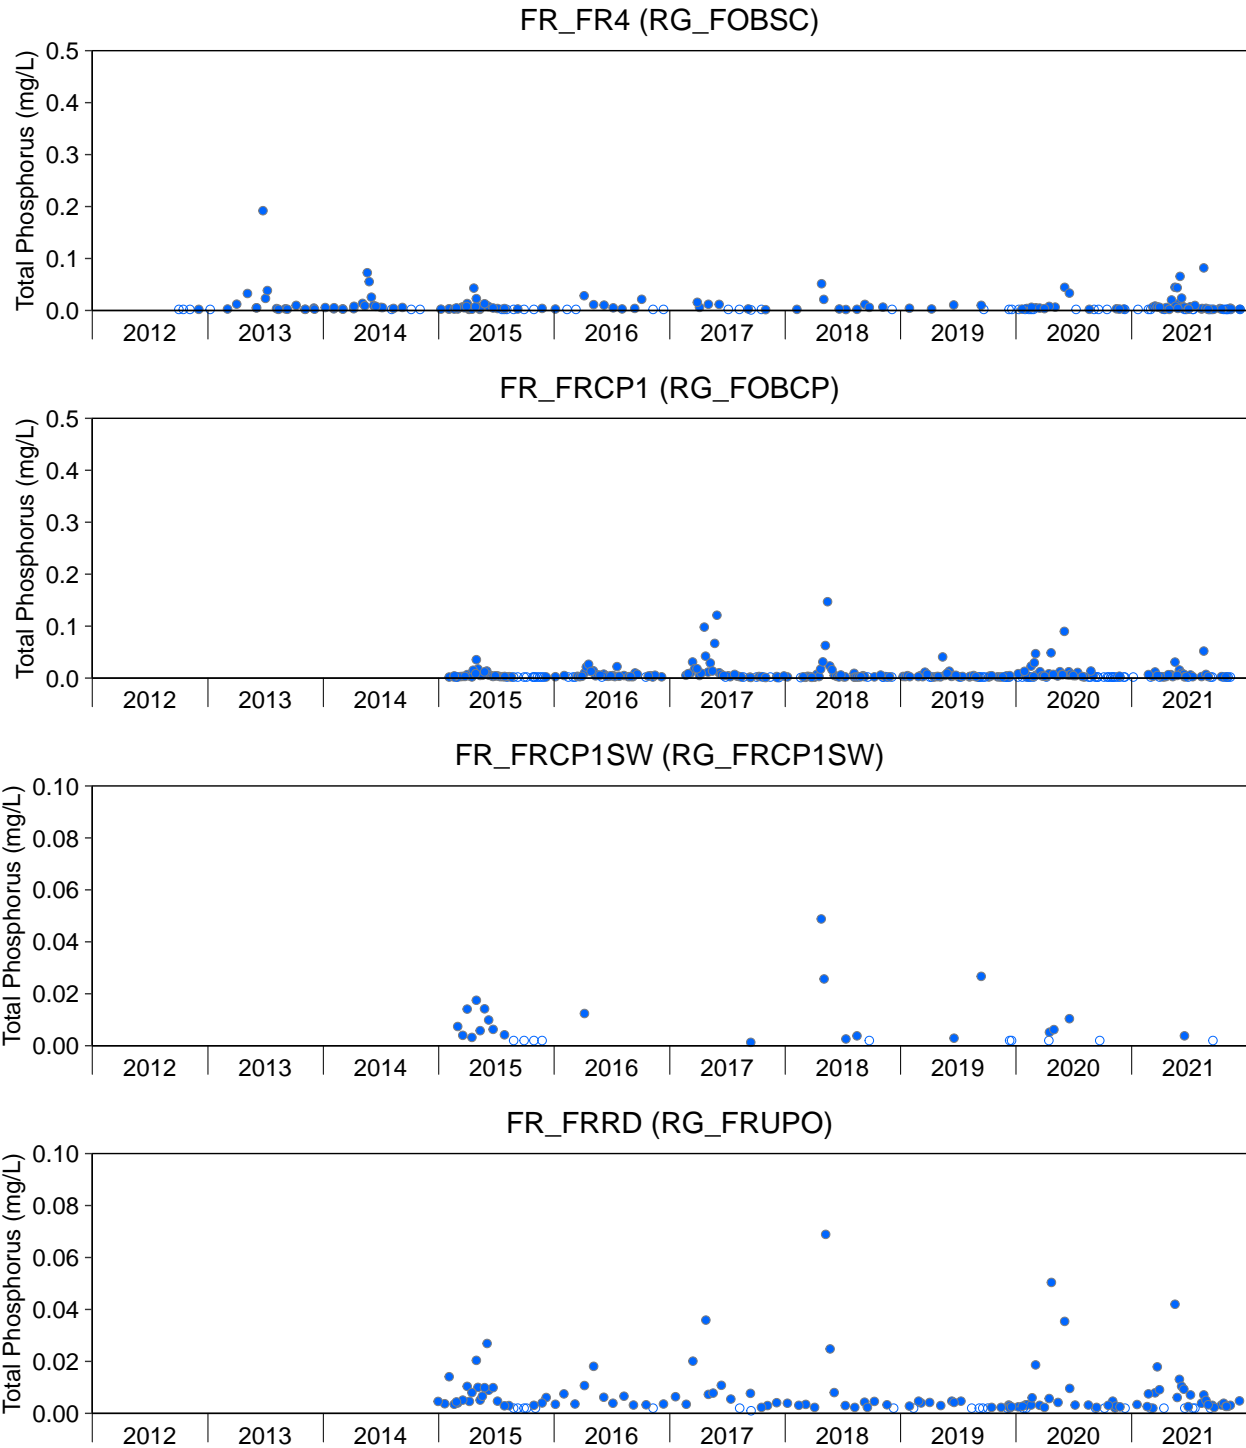 FR_FR4 (RG_FOBSC)
Total Phosphorus (mg/L)
0.5
0.4
0.3
0.2
0.1
0.0
2012 2013 2014 2015 2016 2017 2018 2019 2020 2021
FR_FRCP1 (RG_FOBCP)
Total Phosphorus (mg/L)
0.5
0.4
0.3
0.2
0.1
0.0
2012 2013 2014 2015 2016 2017 2018 2019 2020 2021
FR_FRCP1SW (RG_FRCP1SW)
Total Phosphorus (mg/L)
0.10
0.08
0.06
0.04
0.02
0.00
2012 2013 2014 2015 2016 2017 2018 2019 2020 2021
FR_FRRD (RG_FRUPO)
Total Phosphorus (mg/L)
0.10
0.08
0.06
0.04
0.02
0.00
2012 2013 2014 2015 2016 2017 2018 2019 2020 2021